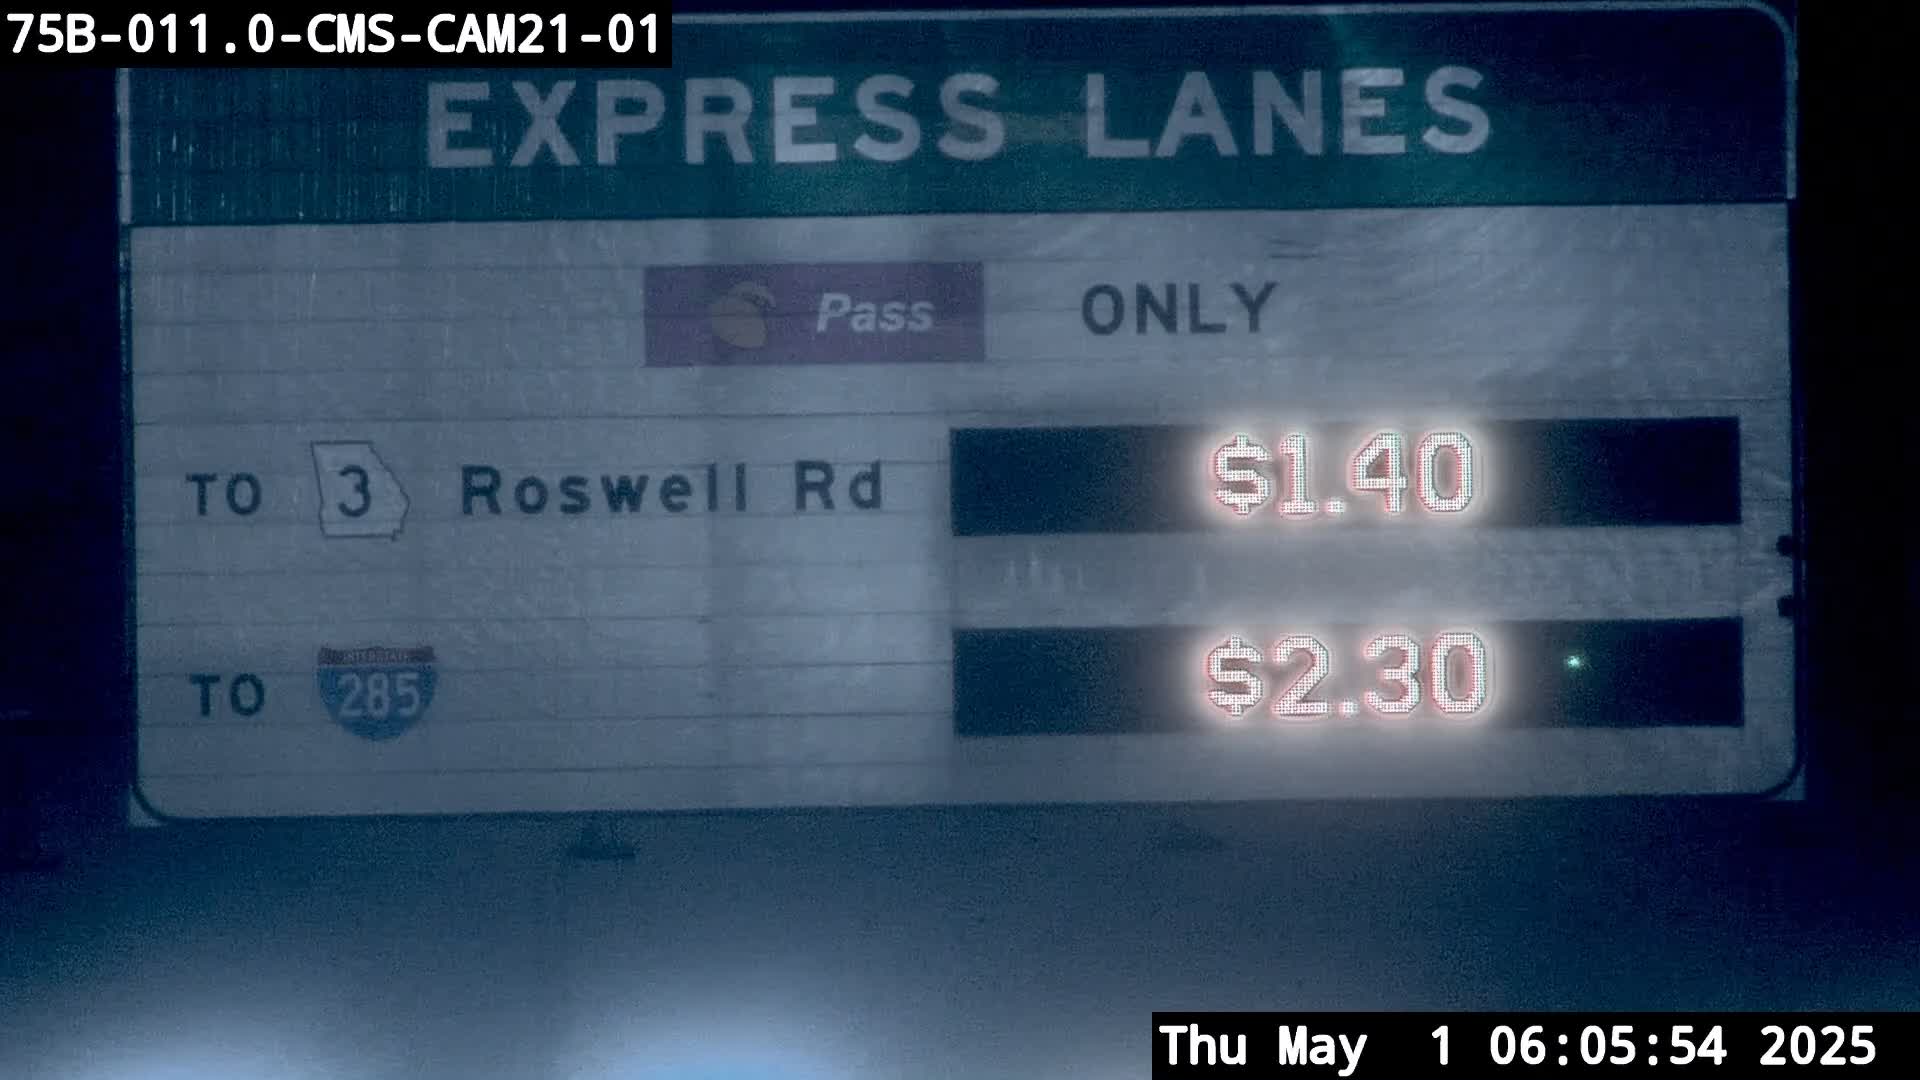 75B-011.0-CMS-CAM21-01
EXPRESS LANES
Pass ONLY
TO 3 Roswell Rd $1.40
INTERSTATE
TO 285 $2.30
Thu May 1 06:05:54 2025